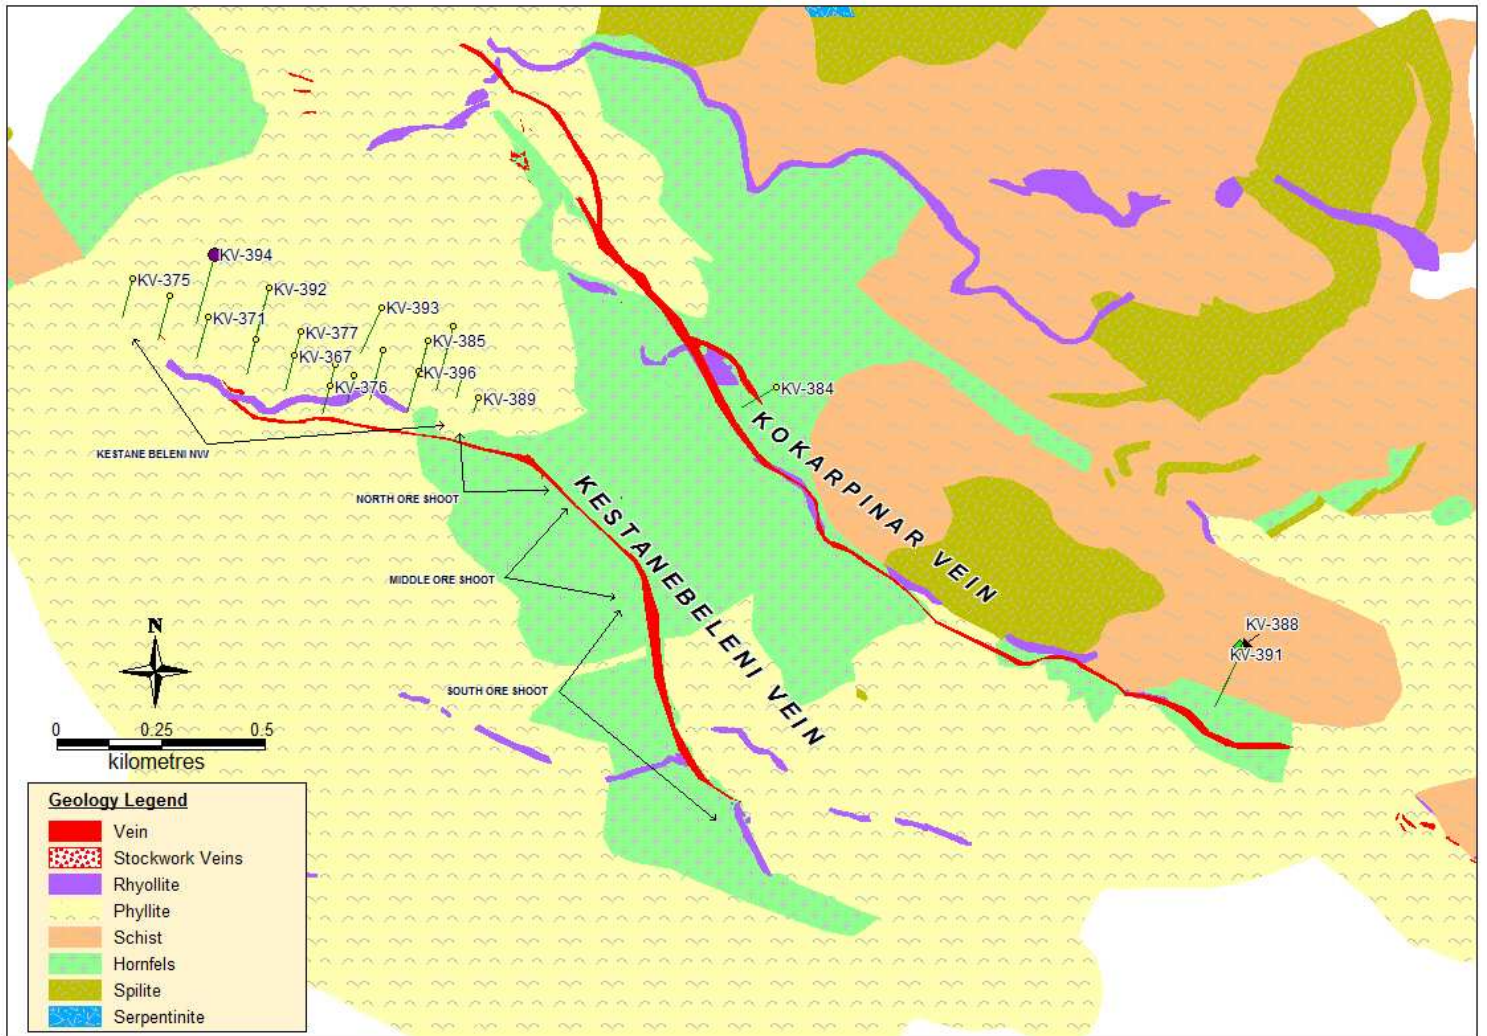 KV-394
KV-375
KV-392
KV-393
KV-371
KV-377
KV-385
KV-367
KV-396
KV-376
KV-389
KV-384
KESTANE BELENI NW
NORTH ORE SHOOT
MIDDLE ORE SHOOT
SOUTH ORE SHOOT
KOKARPINAR VEIN
KESTANEBELENI VEIN
KV-388
KV-391
N
0 0.25 0.5
kilometres
Geology Legend
Vein
Stockwork Veins
Rhyollite
Phyllite
Schist
Hornfels
Spilite
Serpentinite